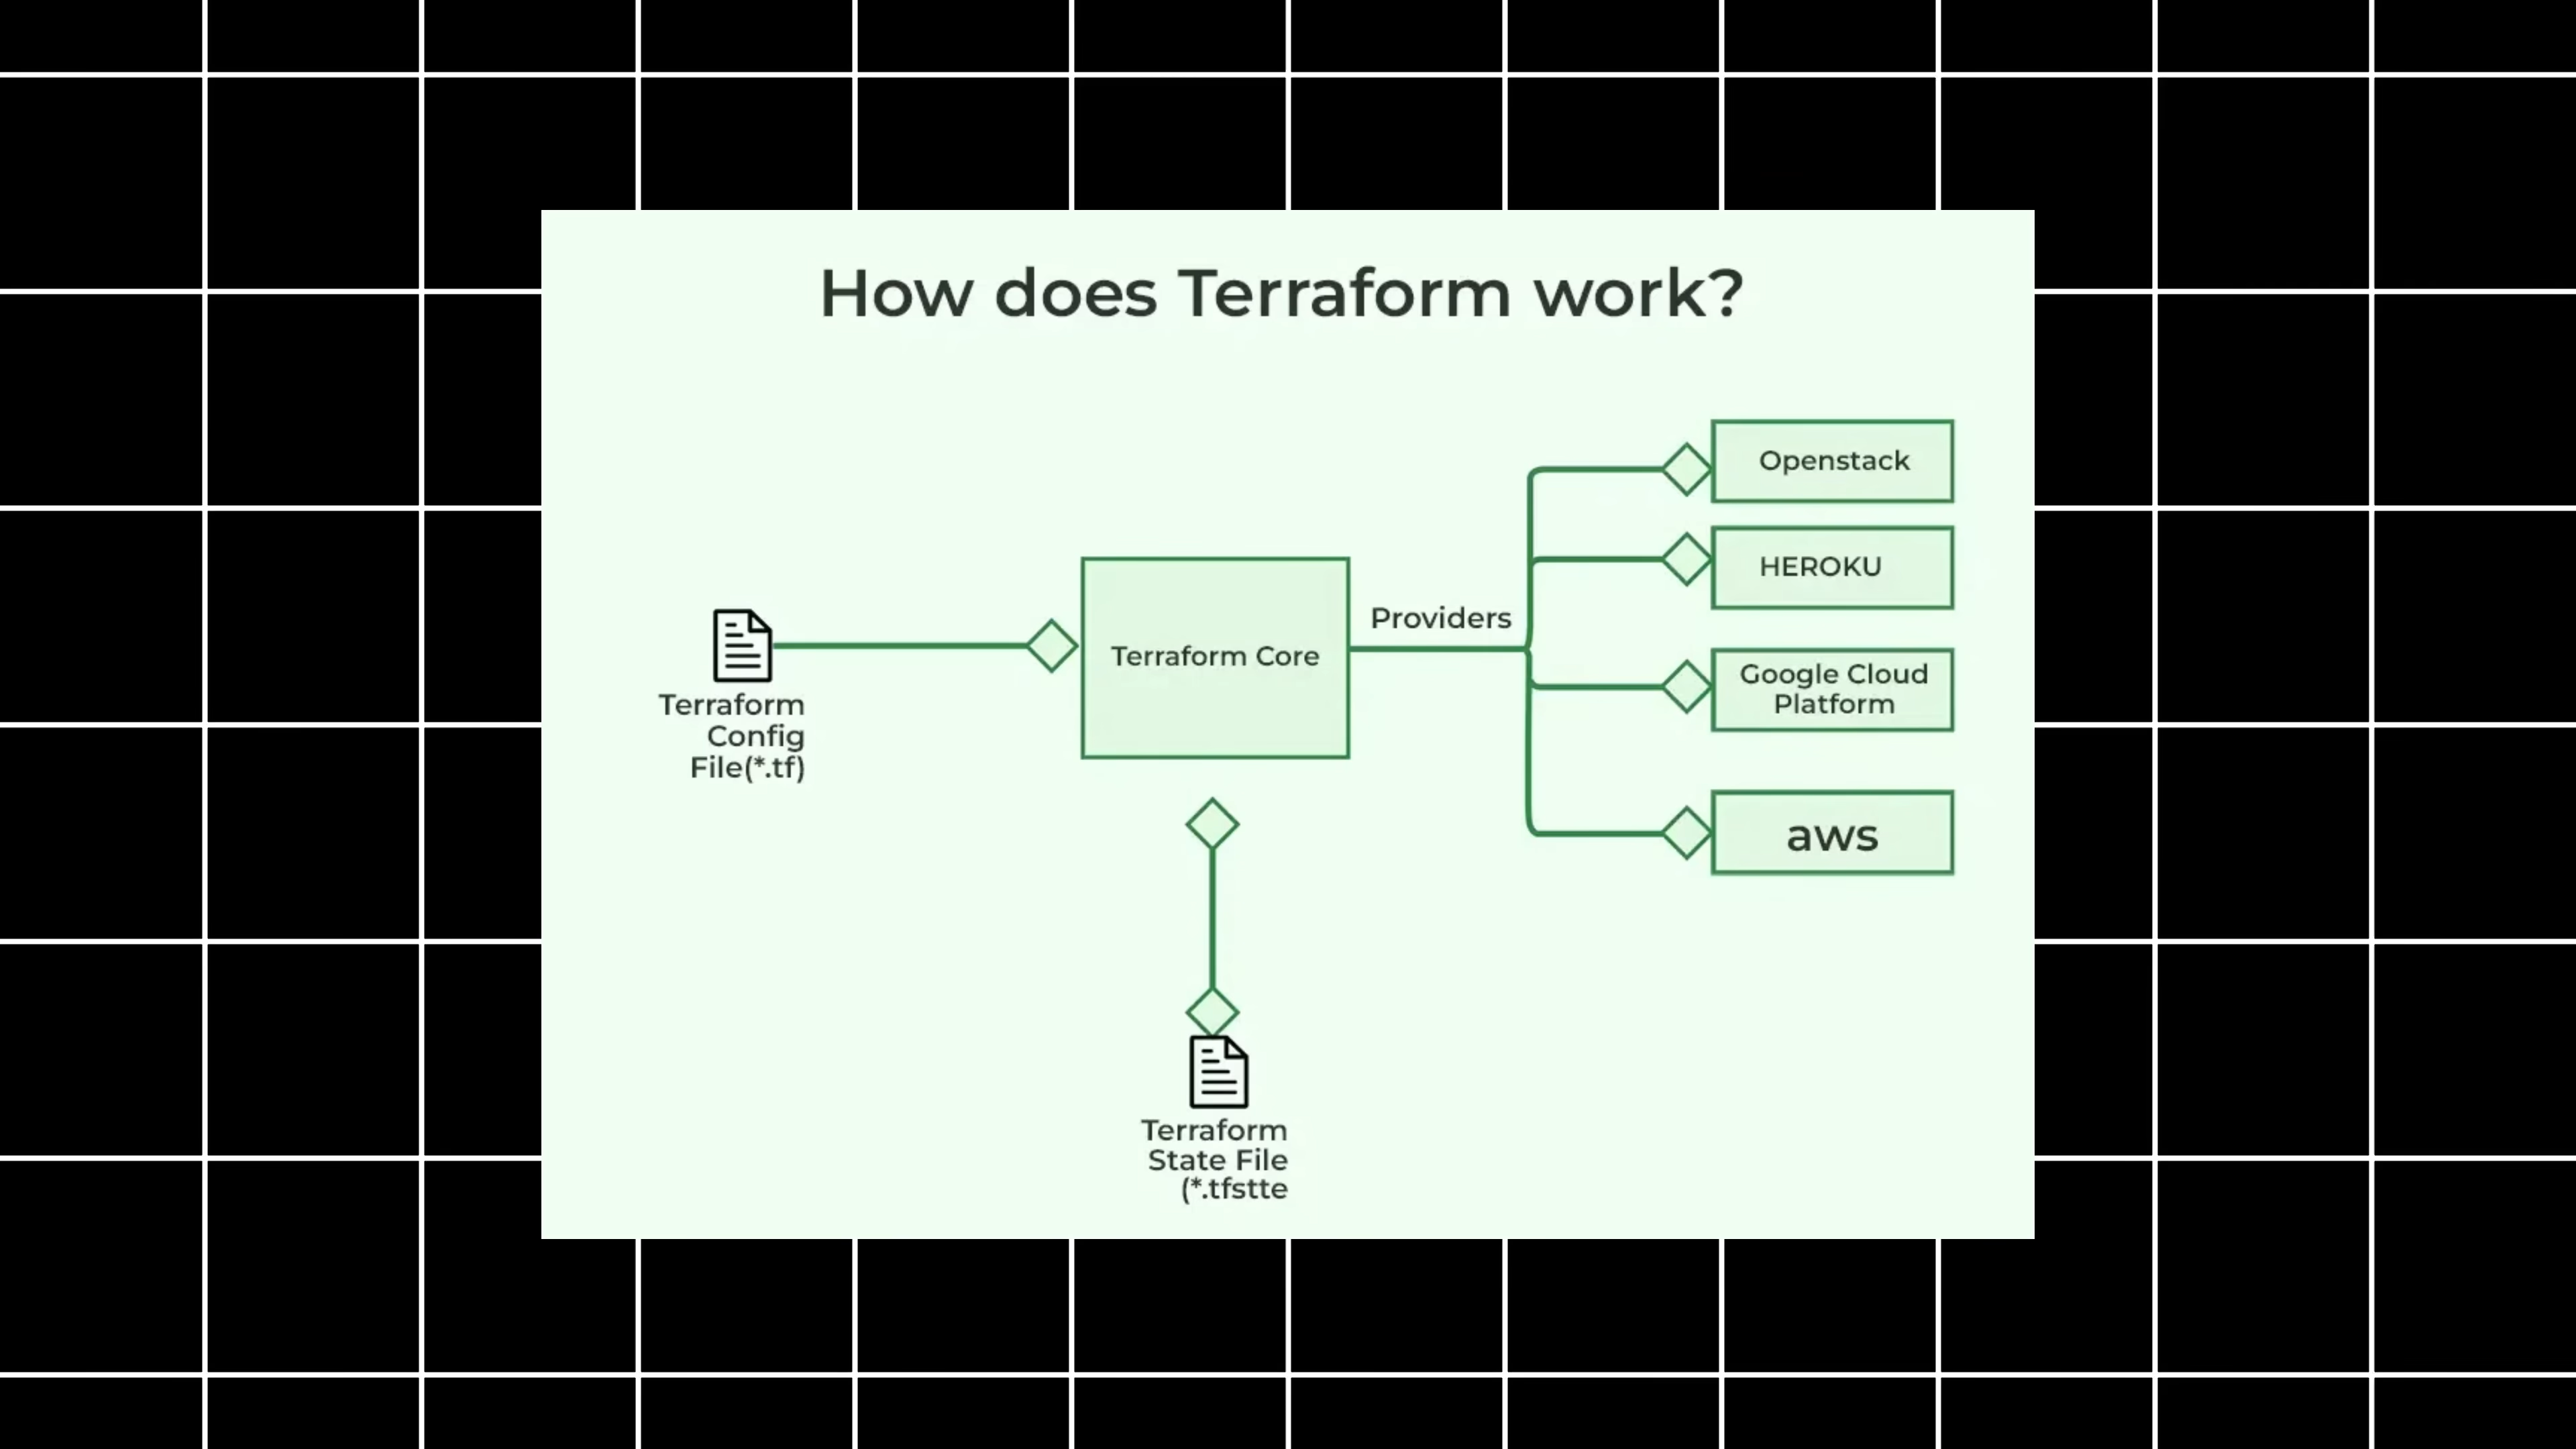 How does Terraform work?
Openstack
HEROKU
Providers
Terraform Core
Google Cloud
Platform
Terraform
Config
File(*.tf)
aws
Terraform
State File
(*.tfstte